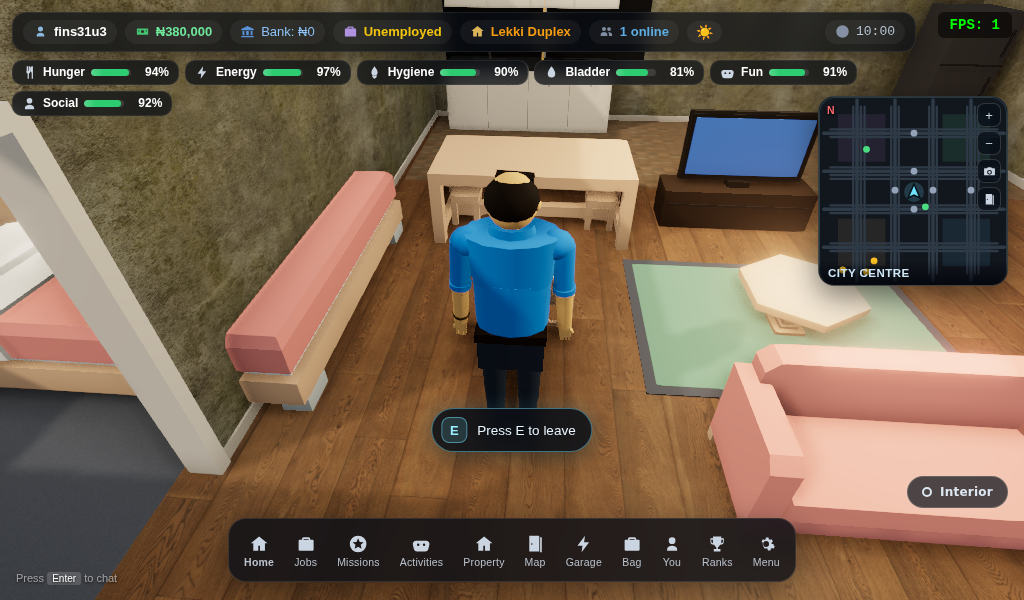 fins31u3 ₦380,000 Bank: ₦0 Unemployed Lekki Duplex 1 online 10:00 FPS: 1
Hunger 94% Energy 97% Hygiene 90% Bladder 81% Fun 91%
Social 92%
N
+
−
CITY CENTRE
E Press E to leave
Interior
Home Jobs Missions Activities Property Map Garage Bag You Ranks Menu
Press Enter to chat